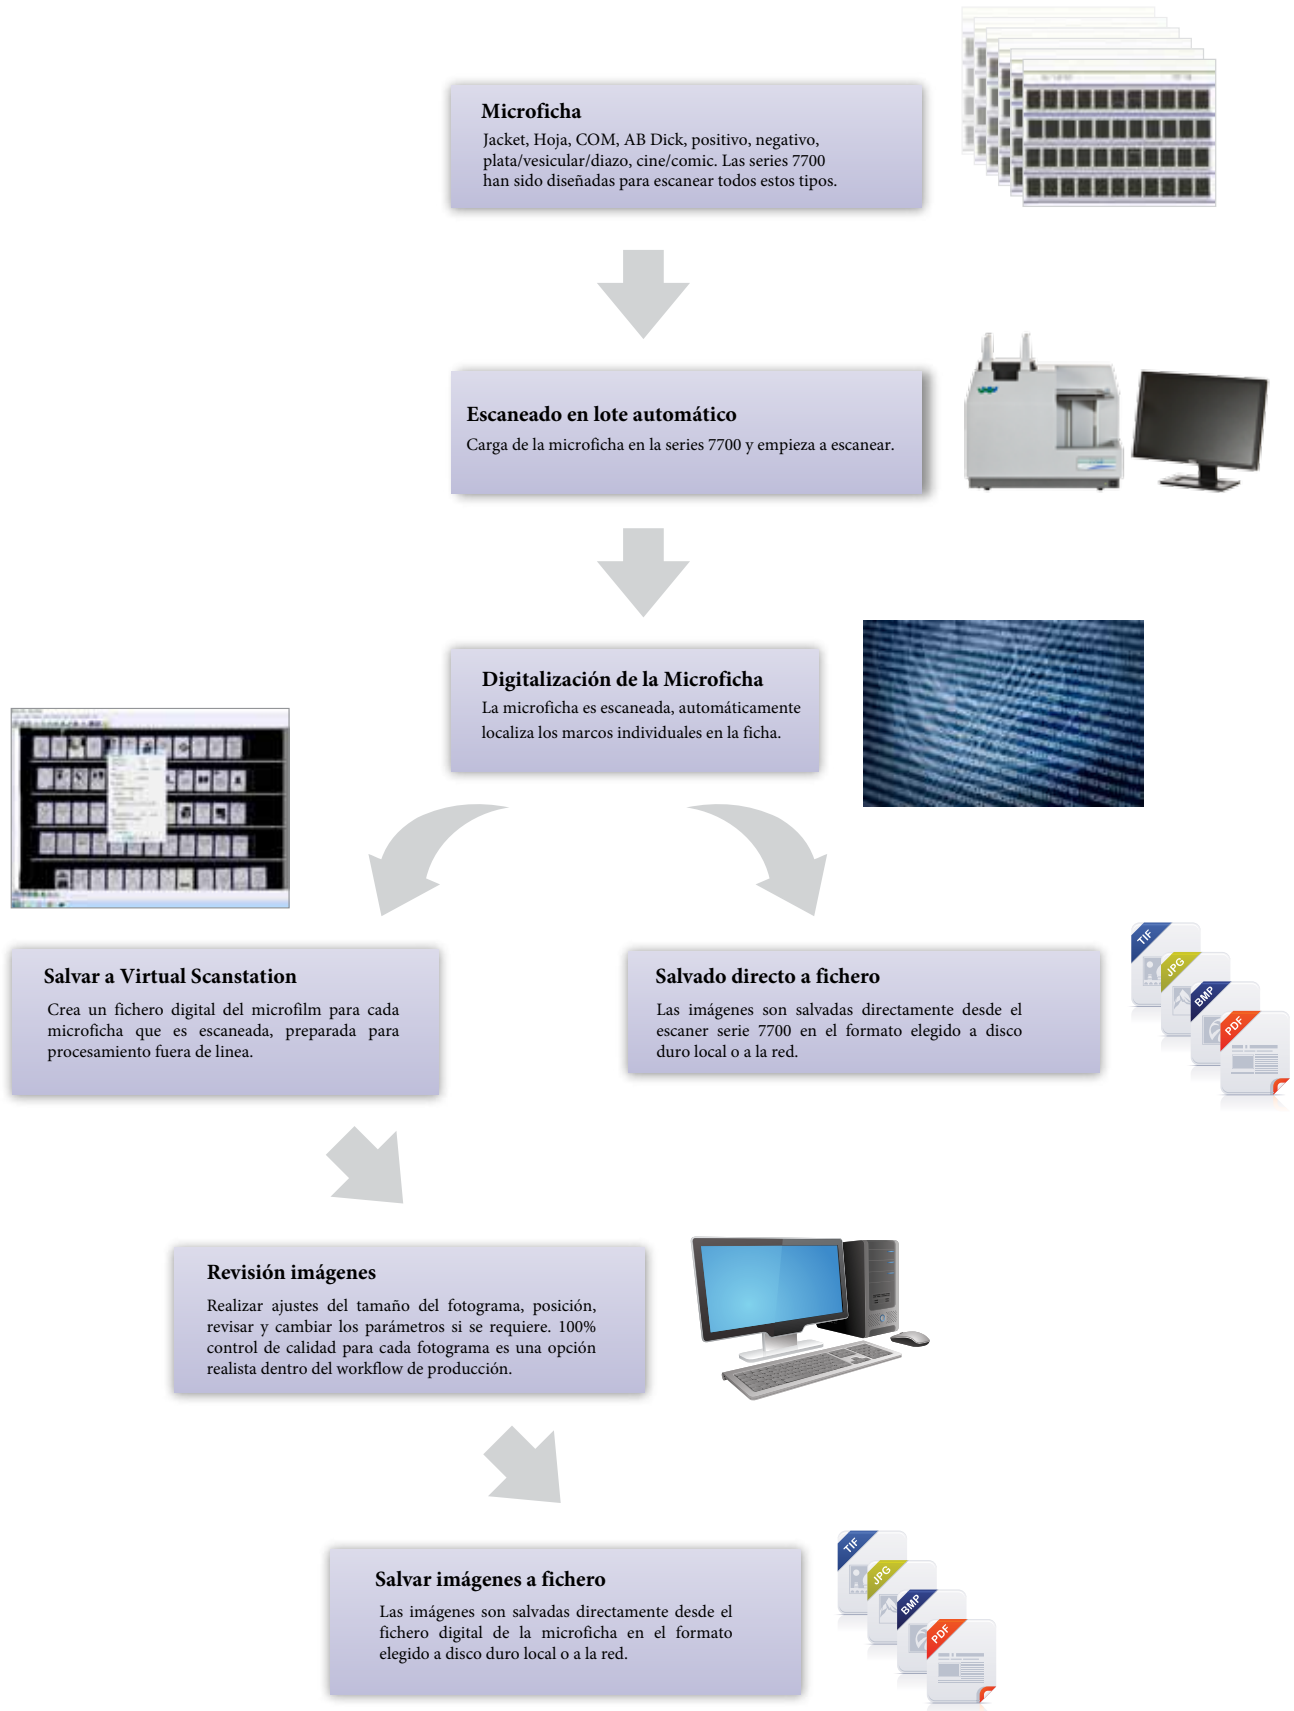 Microficha
Jacket, Hoja, COM, AB Dick, positivo, negativo,
plata/vesicular/diazo, cine/comic. Las series 7700
han sido diseñadas para escanear todos estos tipos.
Escaneado en lote automático
Carga de la microficha en la series 7700 y empieza a escanear.
Digitalización de la Microficha
La microficha es escaneada, automáticamente
localiza los marcos individuales en la ficha.
Salvar a Virtual Scanstation
Crea un fichero digital del microfilm para cada
microficha que es escaneada, preparada para
procesamiento fuera de linea.
Salvado directo a fichero
Las imágenes son salvadas directamente desde el
escaner serie 7700 en el formato elegido a disco
duro local o a la red.
TIF
JPG
BMP
PDF
Revisión imágenes
Realizar ajustes del tamaño del fotograma, posición,
revisar y cambiar los parámetros si se requiere. 100%
control de calidad para cada fotograma es una opción
realista dentro del workflow de producción.
Salvar imágenes a fichero
Las imágenes son salvadas directamente desde el
fichero digital de la microficha en el formato
elegido a disco duro local o a la red.
TIF
JPG
BMP
PDF